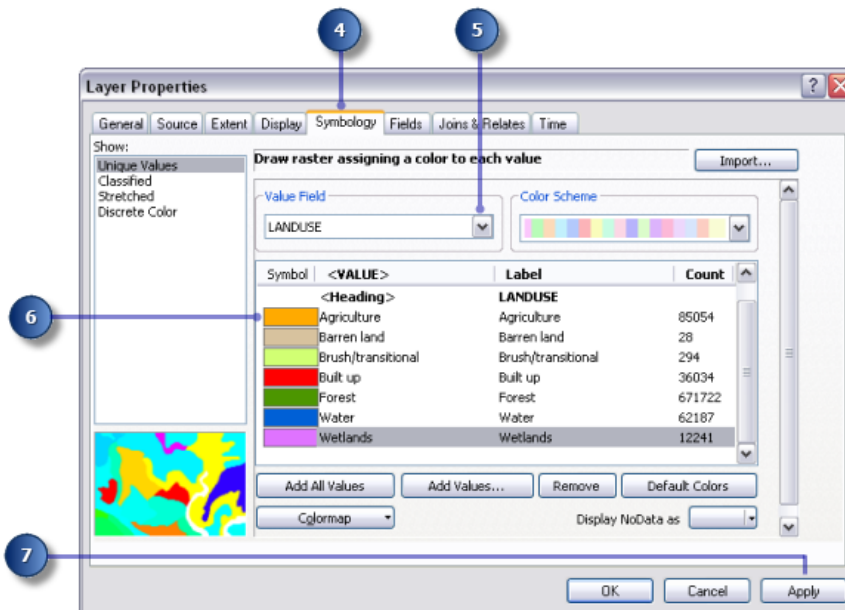 4
5
Layer Properties
?
General Source Extent Display Symbology Fields Joins & Relates Time
Show:
Unique Values
Classified
Stretched
Discrete Color
Draw raster assigning a color to each value
Import...
Value Field
LANDUSE
Color Scheme
Symbol <VALUE> Label Count
<Heading> LANDUSE
6
Agriculture Agriculture 85054
Barren land Barren land 28
Brush/transitional Brush/transitional 294
Built up Built up 36034
Forest Forest 671722
Water Water 62187
Wetlands Wetlands 12241
Add All Values Add Values... Remove Default Colors
Colormap Display NoData as
7
OK Cancel Apply